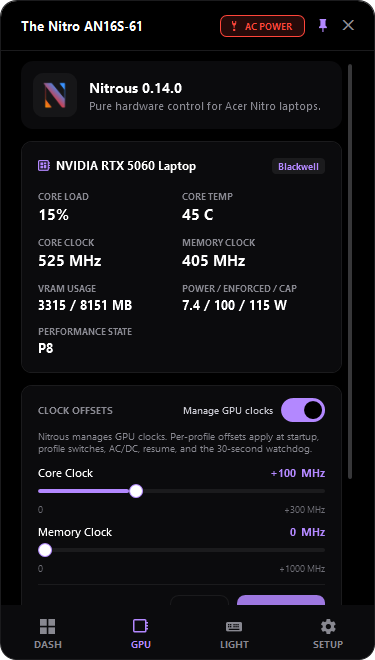 The Nitro AN16S-61
AC POWER
Nitrous 0.14.0
Pure hardware control for Acer Nitro laptops.
NVIDIA RTX 5060 Laptop
Blackwell
CORE LOAD
CORE TEMP
15%
45 C
CORE CLOCK
MEMORY CLOCK
525 MHz
405 MHz
VRAM USAGE
POWER / ENFORCED / CAP
3315 / 8151 MB
7.4 / 100 / 115 W
PERFORMANCE STATE
P8
CLOCK OFFSETS
Manage GPU clocks
Nitrous manages GPU clocks. Per-profile offsets apply at startup,
profile switches, AC/DC, resume, and the 30-second watchdog.
Core Clock
+100 MHz
0
+300 MHz
Memory Clock
0 MHz
0
+1000 MHz
DASH
GPU
LIGHT
SETUP